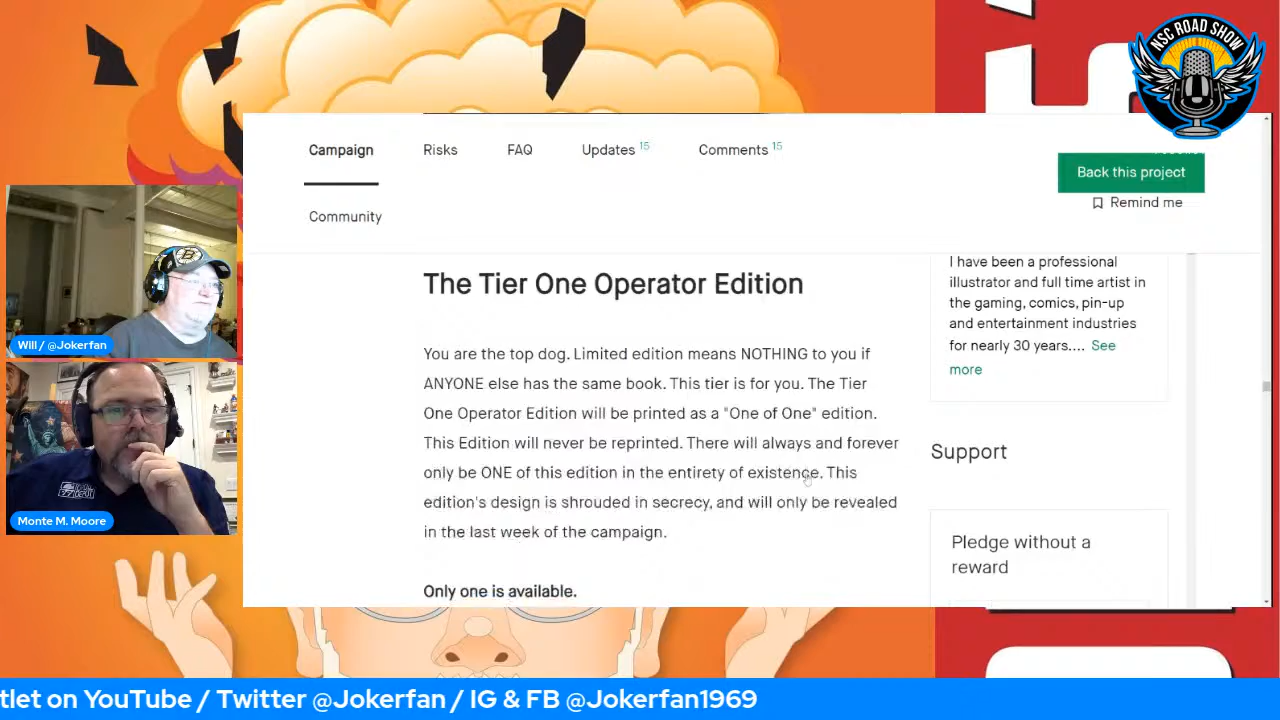 NSC ROAD SHOW
Campaign
Risks
FAQ
Updates 15
Comments 15
Back this project
Remind me
Community
The Tier One Operator Edition
You are the top dog. Limited edition means NOTHING to you if
ANYONE else has the same book. This tier is for you. The Tier
One Operator Edition will be printed as a "One of One" edition.
This Edition will never be reprinted. There will always and forever
only be ONE of this edition in the entirety of existence. This
edition's design is shrouded in secrecy, and will only be revealed
in the last week of the campaign.
Only one is available.
I have been a professional
illustrator and full time artist in
the gaming, comics, pin-up
and entertainment industries
for nearly 30 years.... See
more
Support
Pledge without a
reward
Will / @Jokerfan
Monte M. Moore
tlet on YouTube / Twitter @Jokerfan / IG & FB @Jokerfan1969